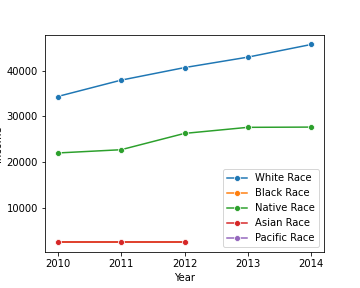 40000
30000
20000
10000
2010 2011 2012 2013 2014
Year
White Race
Black Race
Native Race
Asian Race
Pacific Race